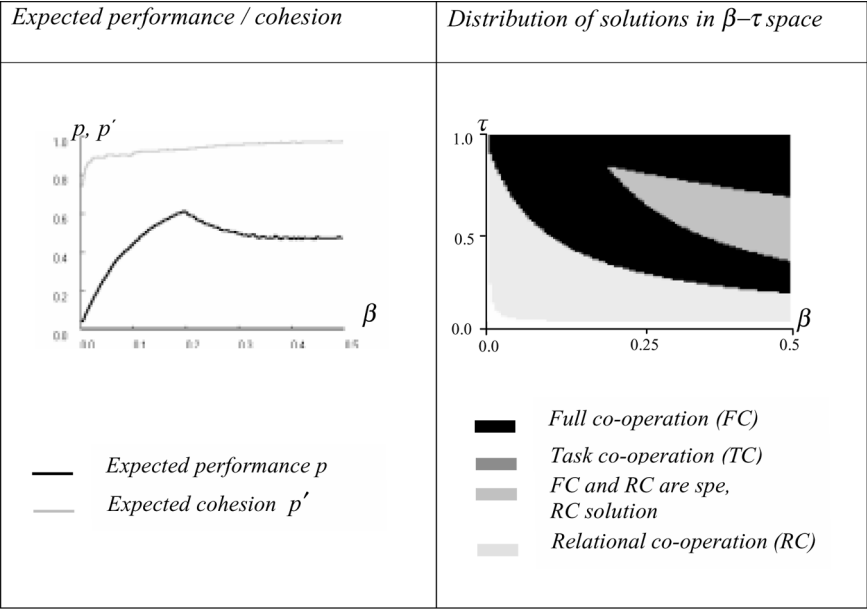 Expected performance / cohesion
Distribution of solutions in β–τ space
p, p′
1.0
0.8
0.6
0.4
0.2
0.0
β
0.0 0.1 0.2 0.3 0.4 0.5
τ
1.0
0.5
0.0
β
0.0 0.25 0.5
Expected performance p
Expected cohesion p′
Full co-operation (FC)
Task co-operation (TC)
FC and RC are spe,
RC solution
Relational co-operation (RC)